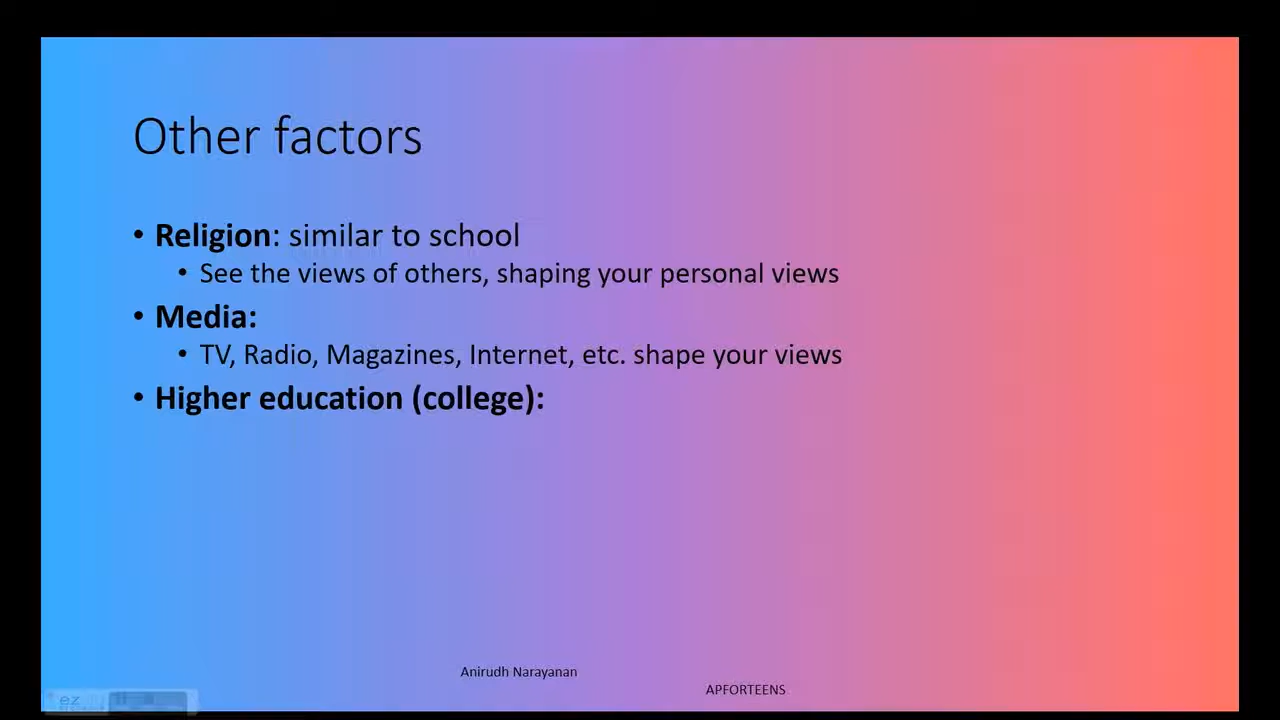 Other factors
• Religion: similar to school
• See the views of others, shaping your personal views
• Media:
• TV, Radio, Magazines, Internet, etc. shape your views
• Higher education (college):
Anirudh Narayanan
APFORTEENS
ez